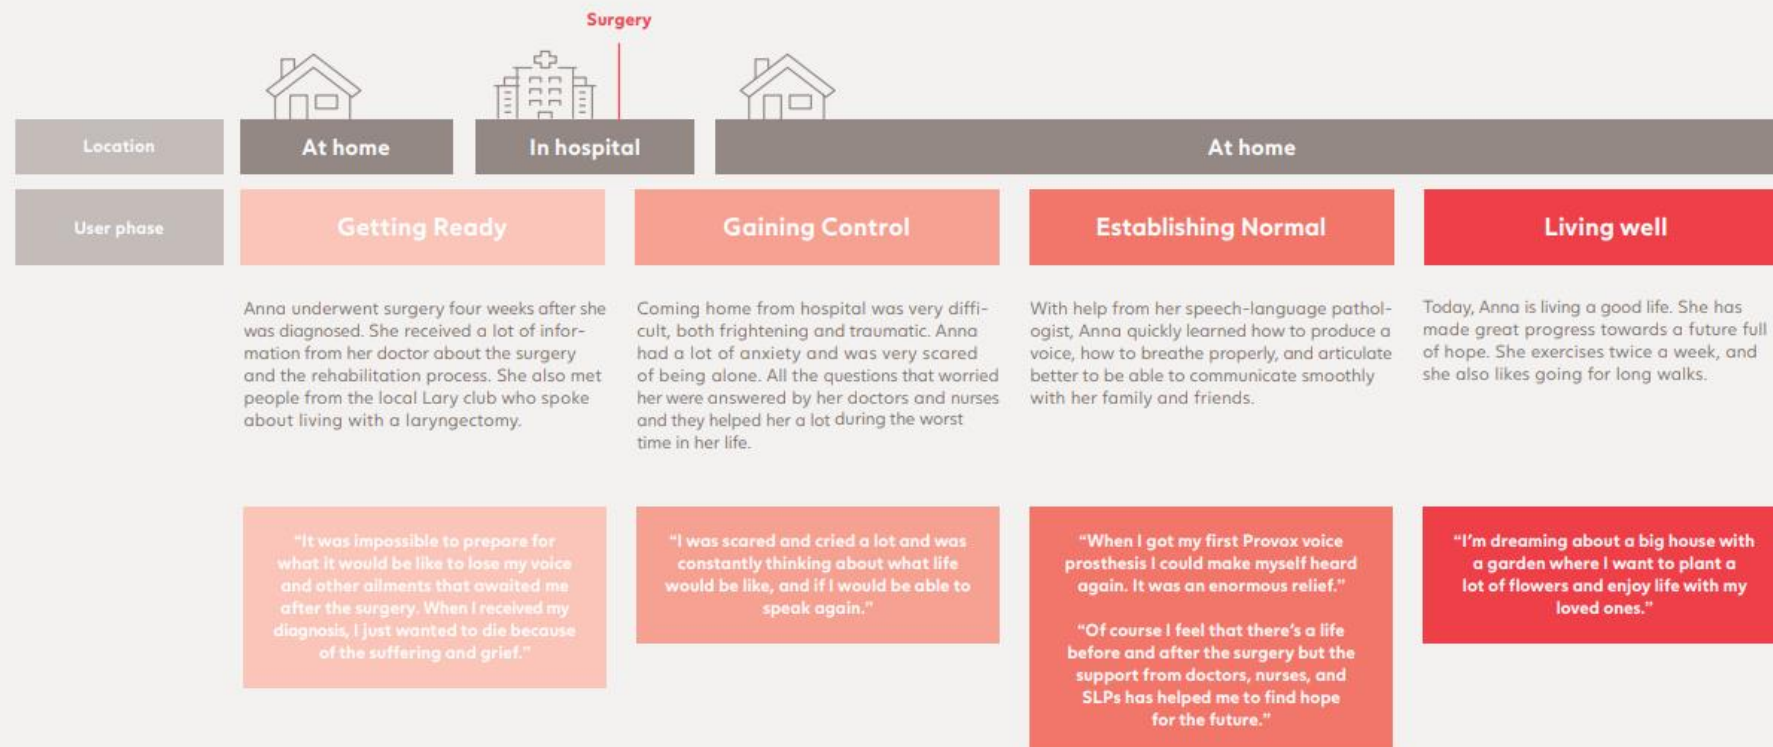 Surgery
Location
At home
In hospital
At home
User phase
Getting Ready
Gaining Control
Establishing Normal
Living well
Anna underwent surgery four weeks after she
was diagnosed. She received a lot of infor-
mation from her doctor about the surgery
and the rehabilitation process. She also met
people from the local Lary club who spoke
about living with a laryngectomy.
Coming home from hospital was very diffi-
cult, both frightening and traumatic. Anna
had a lot of anxiety and was very scared
of being alone. All the questions that worried
her were answered by her doctors and nurses
and they helped her a lot during the worst
time in her life.
With help from her speech-language pathol-
ogist, Anna quickly learned how to produce a
voice, how to breathe properly, and articulate
better to be able to communicate smoothly
with her family and friends.
Today, Anna is living a good life. She has
made great progress towards a future full
of hope. She exercises twice a week, and
she also likes going for long walks.
"It was impossible to prepare for
what it would be like to lose my voice
and other ailments that awaited me
after the surgery. When I received my
diagnosis, I just wanted to die because
of the suffering and grief."
"I was scared and cried a lot and was
constantly thinking about what life
would be like, and if I would be able to
speak again."
"When I got my first Provox voice
prosthesis I could make myself heard
again. It was an enormous relief."
"Of course I feel that there's a life
before and after the surgery but the
support from doctors, nurses, and
SLPs has helped me to find hope
for the future."
"I'm dreaming about a big house with
a garden where I want to plant a
lot of flowers and enjoy life with my
loved ones."